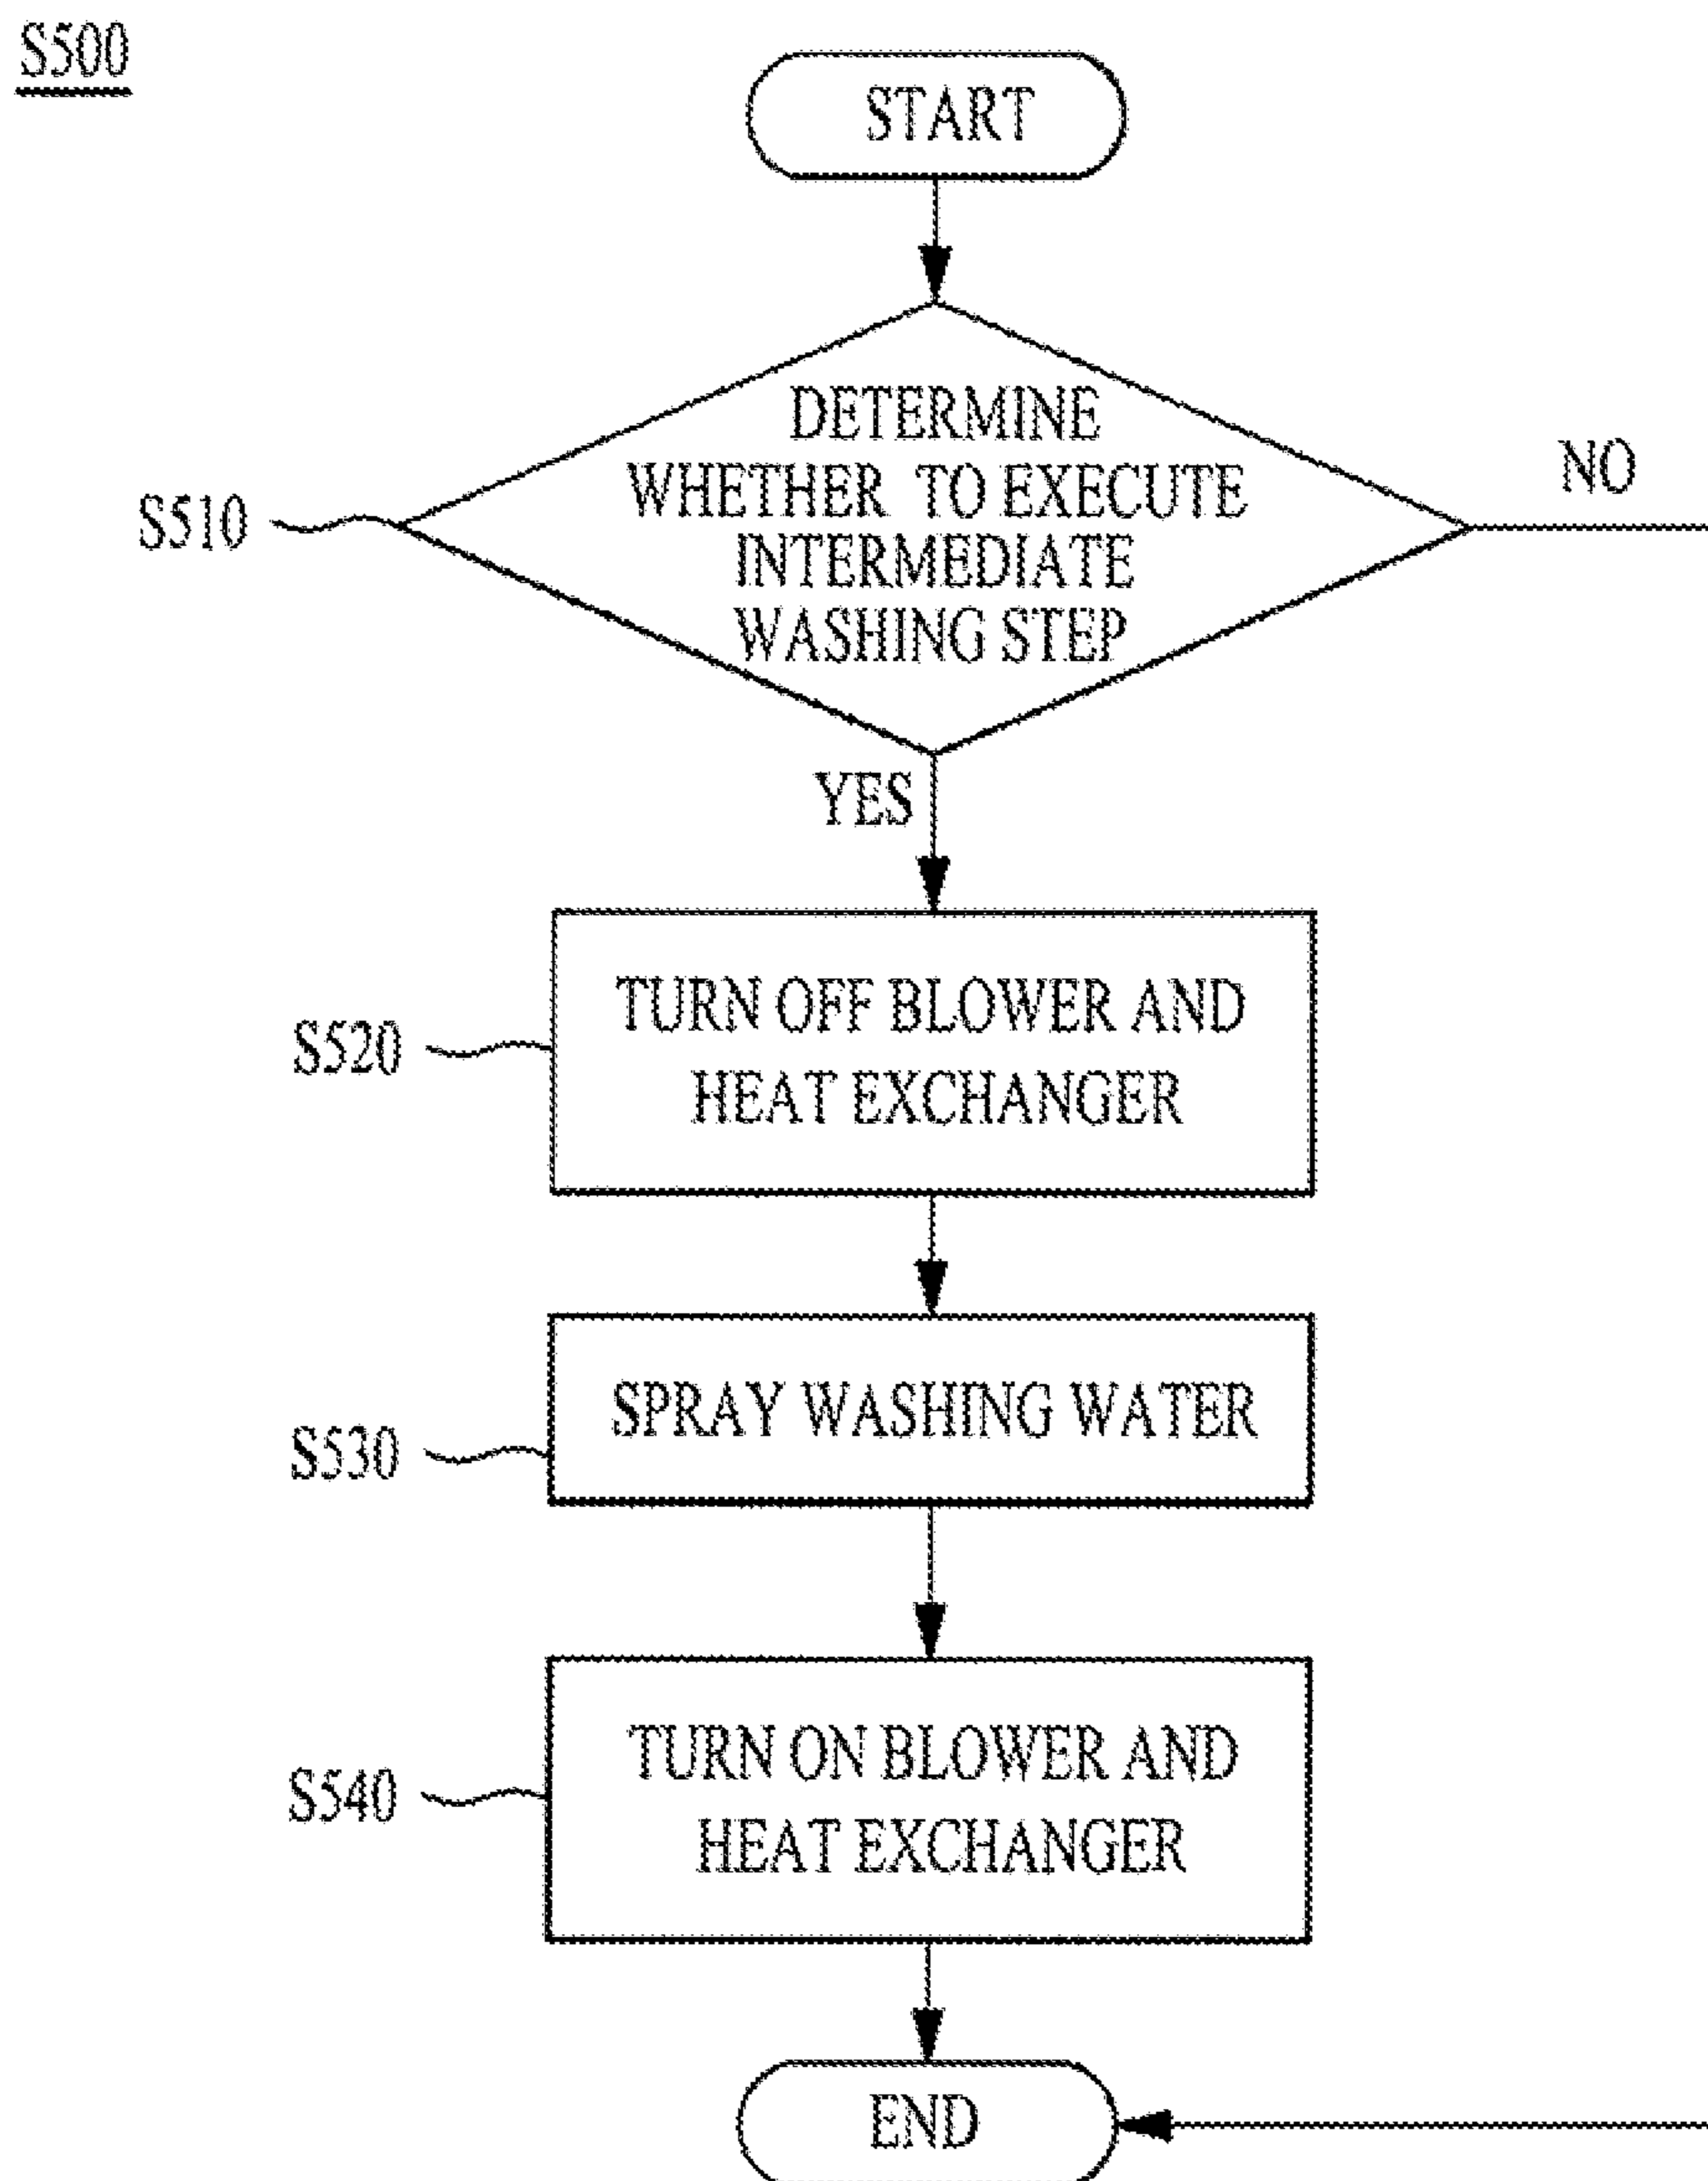 S500
START
DETERMINE
WHETHER TO EXECUTE
INTERMEDIATE
WASHING STEP
S510
NO
YES
TURN OFF BLOWER AND
HEAT EXCHANGER
S520
SPRAY WASHING WATER
S530
TURN ON BLOWER AND
HEAT EXCHANGER
S540
END